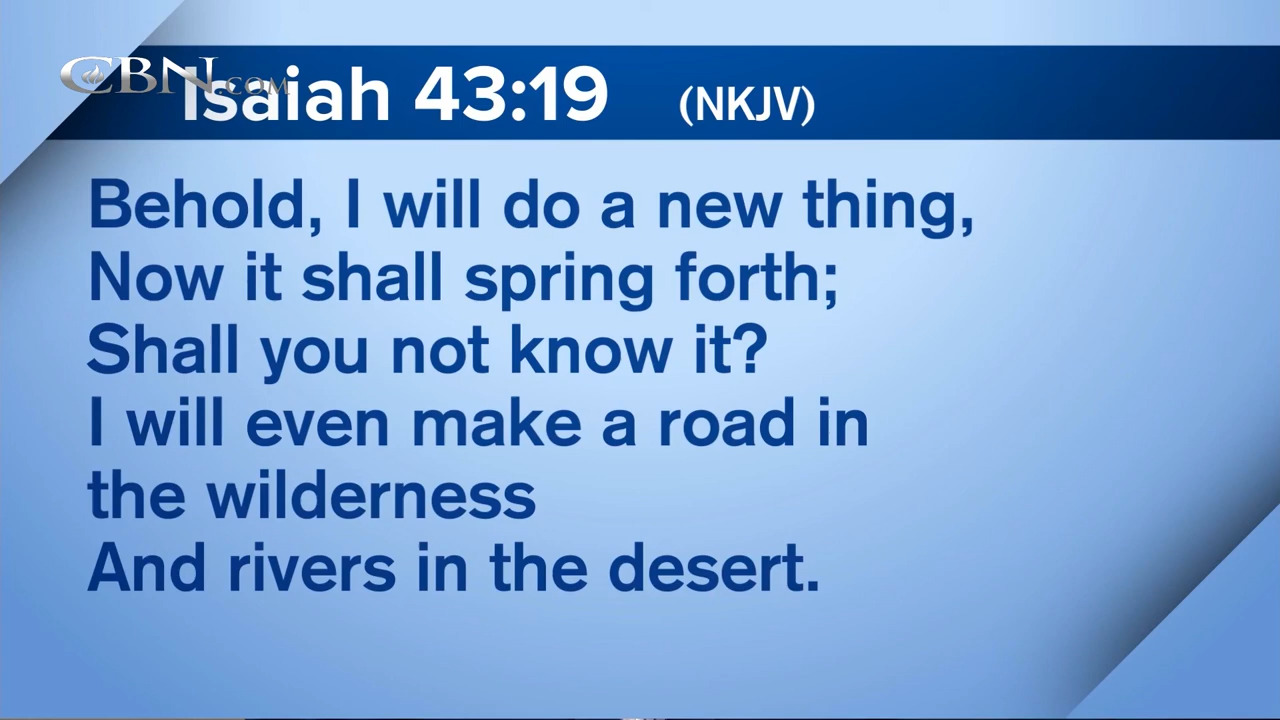 CBN.COM
Isaiah 43:19 (NKJV)
Behold, I will do a new thing,
Now it shall spring forth;
Shall you not know it?
I will even make a road in
the wilderness
And rivers in the desert.